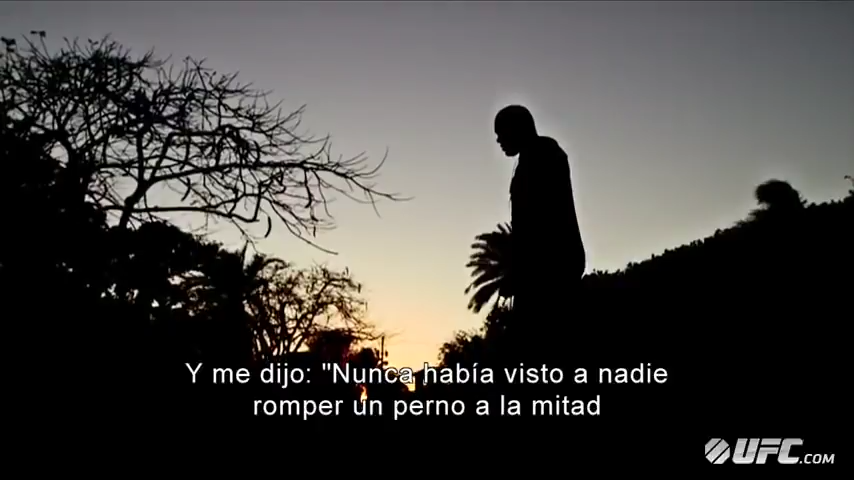 Y me dijo: "Nunca había visto a nadie
romper un perno a la mitad
UFC.COM